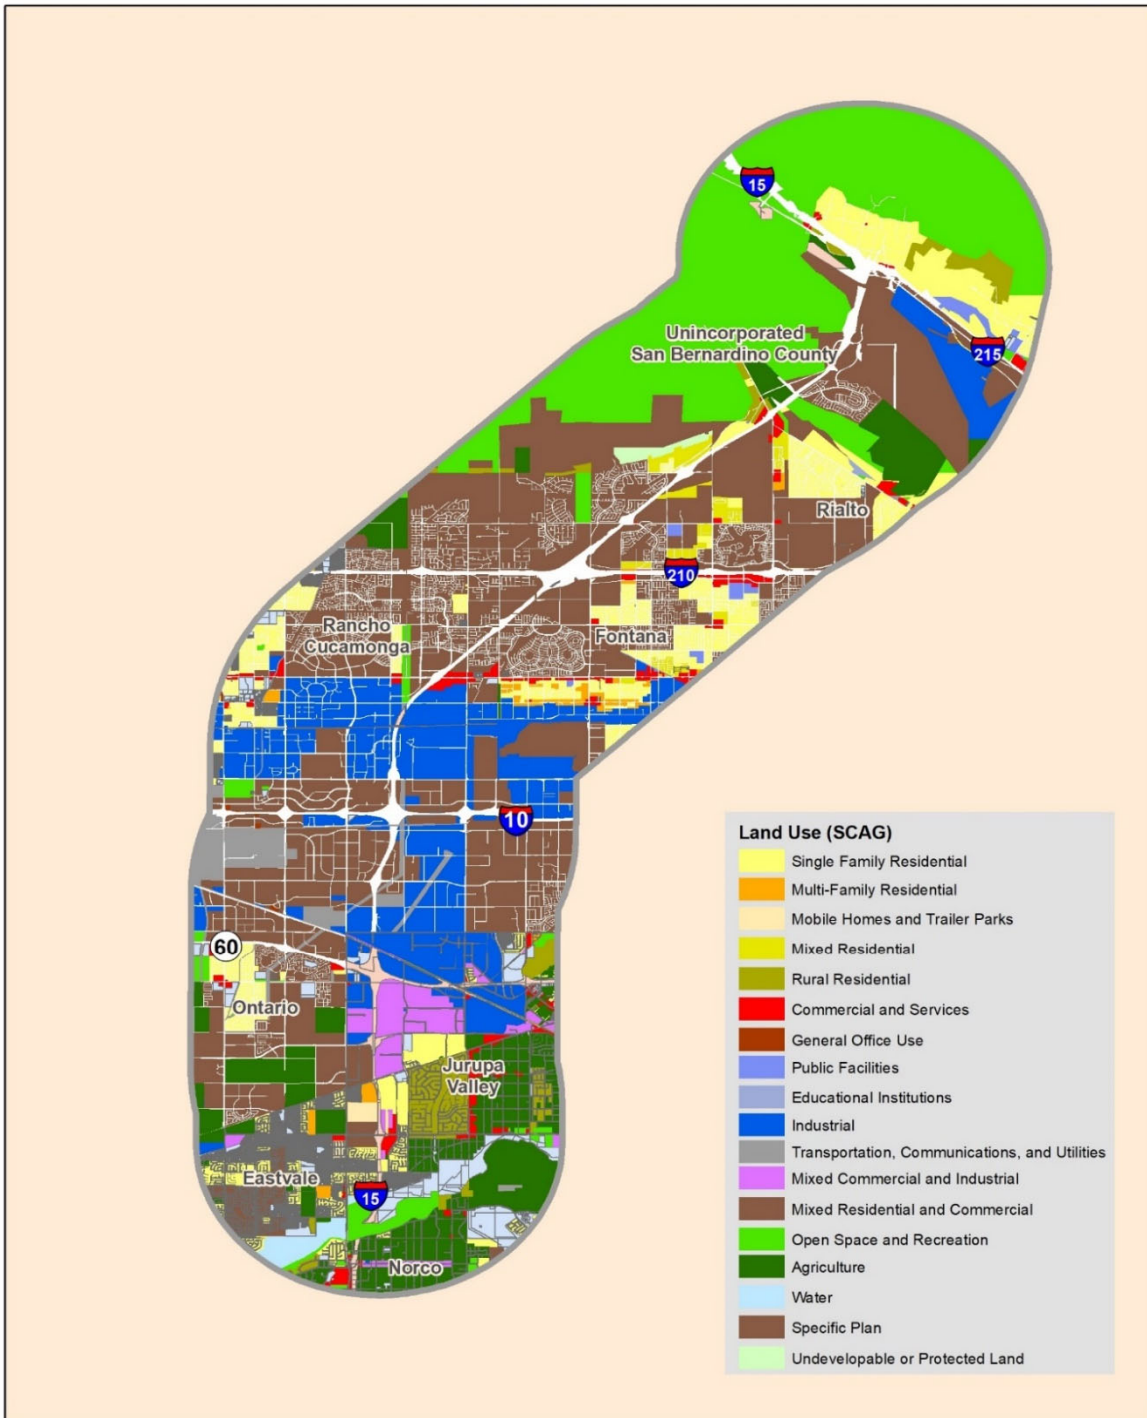 15
Unincorporated
San Bernardino County
215
Rialto
210
Rancho
Cucamonga
Fontana
10
60
Ontario
Jurupa
Valley
Eastvale
15
Norco
Land Use (SCAG)
Single Family Residential
Multi-Family Residential
Mobile Homes and Trailer Parks
Mixed Residential
Rural Residential
Commercial and Services
General Office Use
Public Facilities
Educational Institutions
Industrial
Transportation, Communications, and Utilities
Mixed Commercial and Industrial
Mixed Residential and Commercial
Open Space and Recreation
Agriculture
Water
Specific Plan
Undevelopable or Protected Land